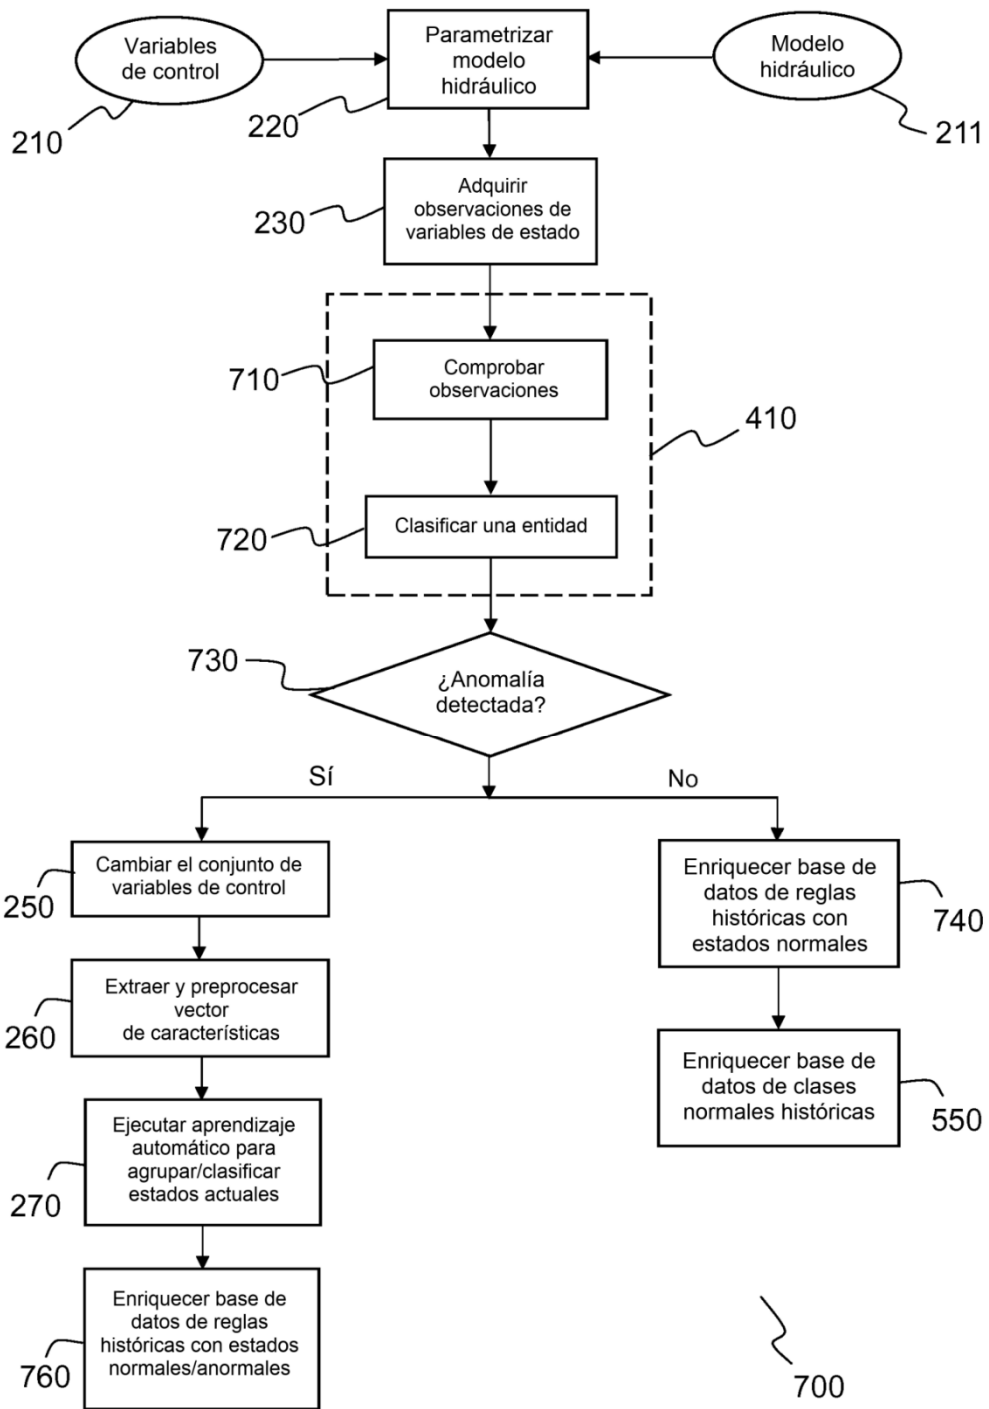 Variables
de control
210
Parametrizar
modelo
hidráulico
220
Modelo
hidráulico
211
Adquirir
observaciones de
variables de estado
230
Comprobar
observaciones
710
410
Clasificar una entidad
720
¿Anomalía
detectada?
730
Sí
No
Cambiar el conjunto de
variables de control
250
Extraer y preprocesar
vector
de características
260
Ejecutar aprendizaje
automático para
agrupar/clasificar
estados actuales
270
Enriquecer base de
datos de reglas
históricas con estados
normales/anormales
760
Enriquecer base de
datos de reglas
históricas con
estados normales
740
Enriquecer base de
datos de clases
normales históricas
550
700